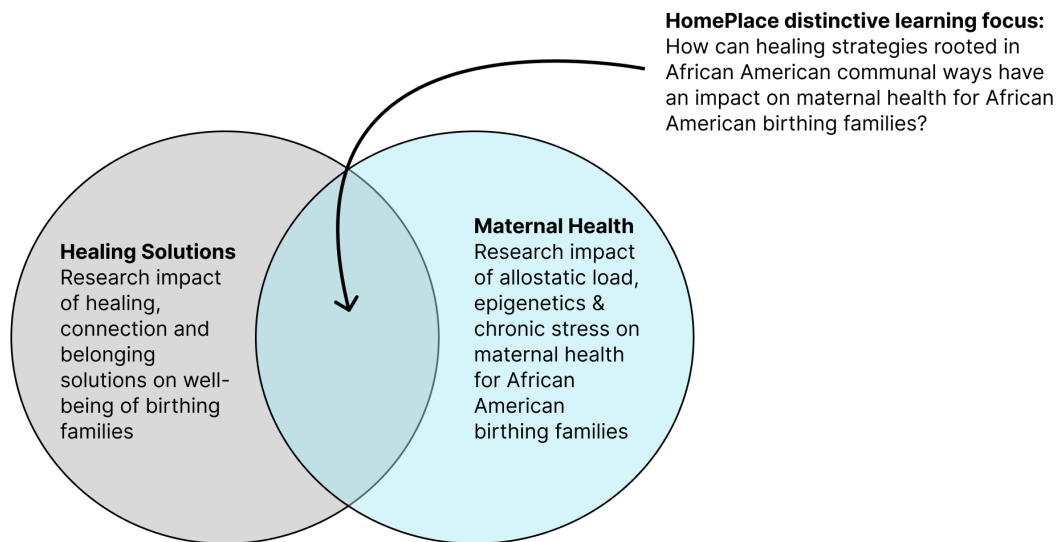 HomePlace distinctive learning focus:
How can healing strategies rooted in
African American communal ways have
an impact on maternal health for African
American birthing families?
Healing Solutions
Research impact
of healing,
connection and
belonging
solutions on well-
being of birthing
families
Maternal Health
Research impact
of allostatic load,
epigenetics &
chronic stress on
maternal health
for African
American
birthing families